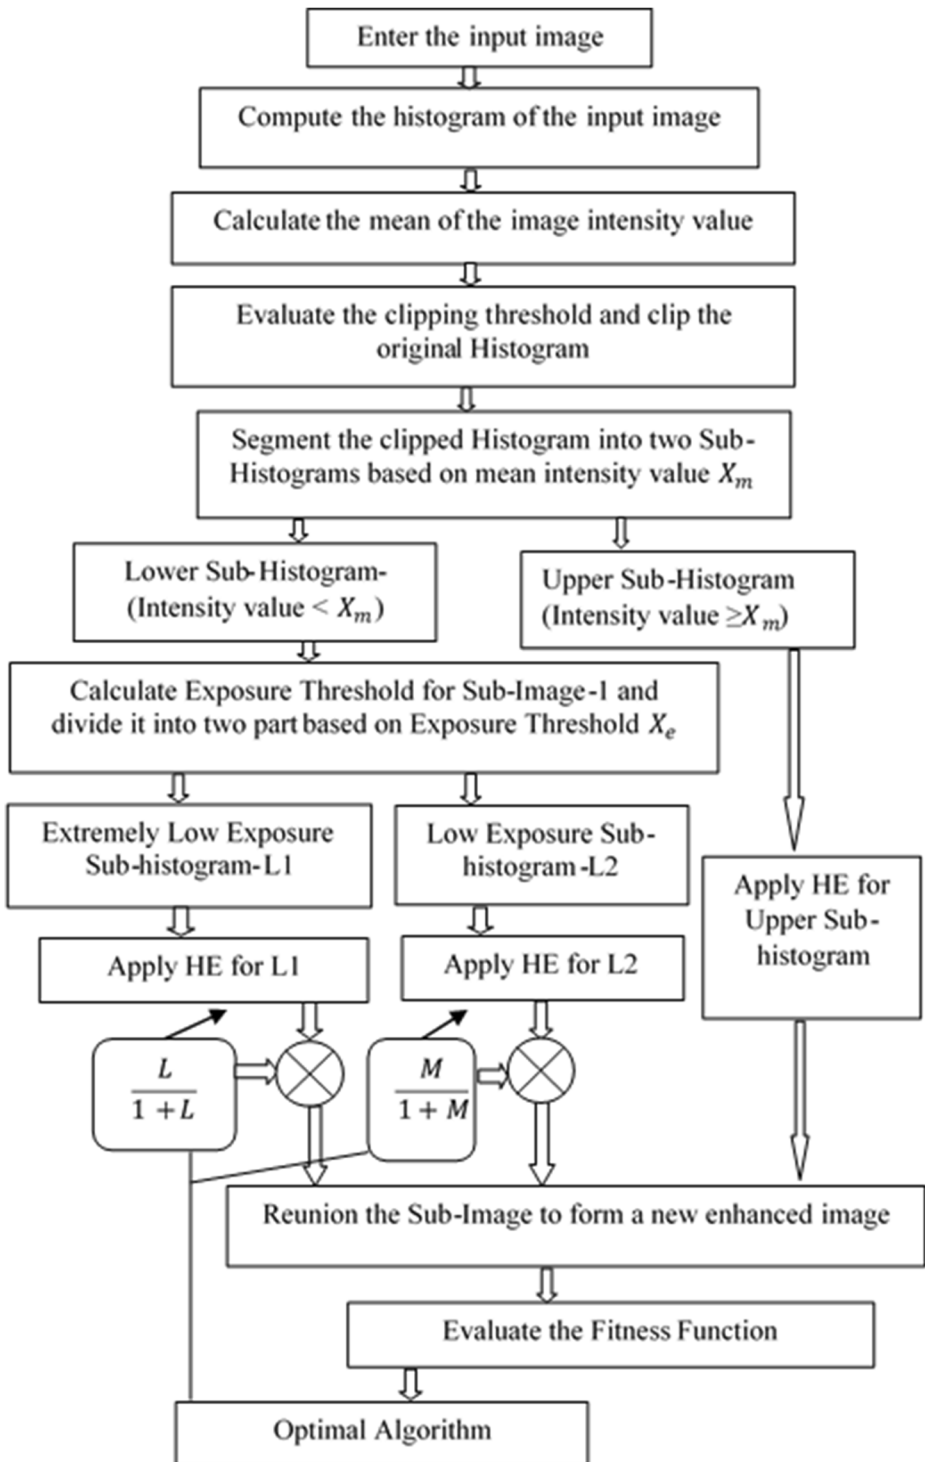 Enter the input image
Compute the histogram of the input image
Calculate the mean of the image intensity value
Evaluate the clipping threshold and clip the
original Histogram
Segment the clipped Histogram into two Sub-
Histograms based on mean intensity value X_m
Lower Sub-Histogram-
(Intensity value < X_m)
Upper Sub-Histogram
(Intensity value ≥X_m)
Calculate Exposure Threshold for Sub-Image-1 and
divide it into two part based on Exposure Threshold X_e
Extremely Low Exposure
Sub-histogram-L1
Low Exposure Sub-
histogram-L2
Apply HE for
Upper Sub-
histogram
Apply HE for L1
Apply HE for L2
L
1 + L
M
1 + M
Reunion the Sub-Image to form a new enhanced image
Evaluate the Fitness Function
Optimal Algorithm